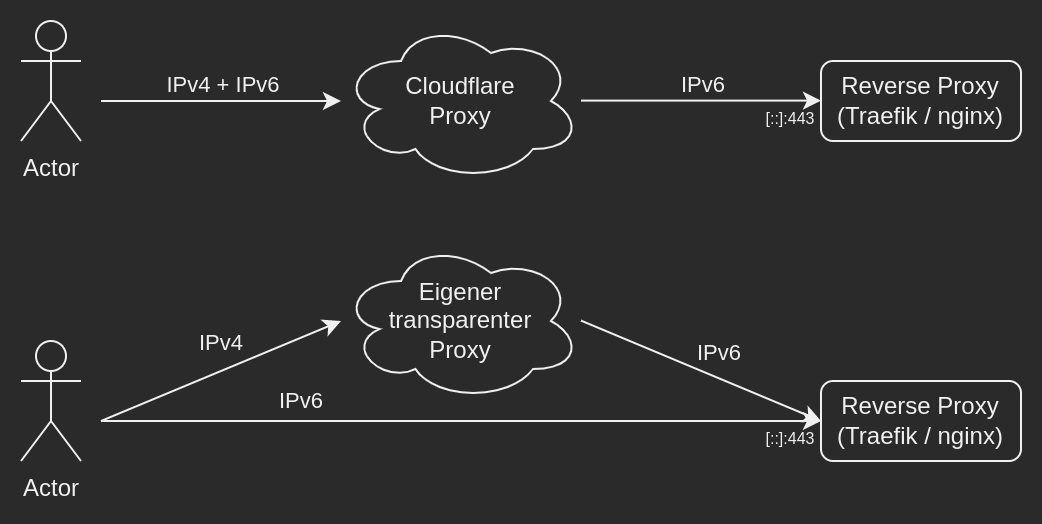 IPv4 + IPv6
Cloudflare
Proxy
IPv6
[::]:443
Reverse Proxy
(Traefik / nginx)
Actor
Eigener
transparenter
Proxy
IPv4
IPv6
IPv6
[::]:443
Reverse Proxy
(Traefik / nginx)
Actor